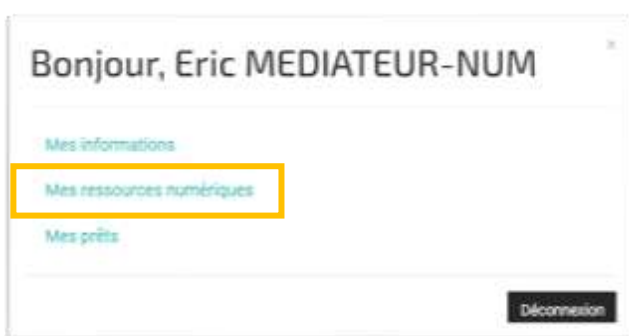 Bonjour, Eric MEDIATEUR-NUM
×
Mes informations
Mes ressources numériques
Mes prêts
Déconnexion